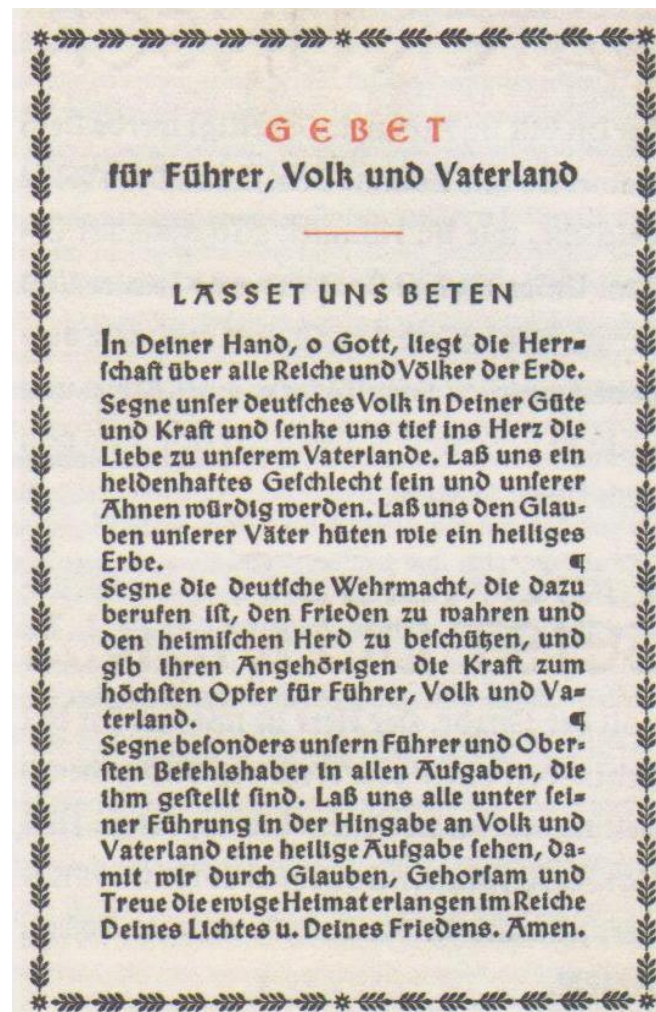 GEBET
für Führer, Volk und Vaterland
LASSET UNS BETEN
In Deiner Hand, o Gott, liegt die Herr-
ſchaft über alle Reiche und Völker der Erde.
Segne unſer deutſches Volk in Deiner Güte
und Kraft und ſenke uns tief ins Herz die
Liebe zu unſerem Vaterlande. Laß uns ein
heldenhaftes Geſchlecht ſein und unſerer
Ahnen würdig werden. Laß uns den Glau-
ben unſerer Väter hüten wie ein heiliges
Erbe. ¶
Segne die deutſche Wehrmacht, die dazu
berufen iſt, den Frieden zu wahren und
den heimiſchen Herd zu beſchützen, und
gib ihren Angehörigen die Kraft zum
höchſten Opfer für Führer, Volk und Va-
terland. ¶
Segne beſonders unſern Führer und Ober-
ſten Befehlshaber in allen Aufgaben, die
ihm geſtellt ſind. Laß uns alle unter ſei-
ner Führung in der Hingabe an Volk und
Vaterland eine heilige Aufgabe ſehen, da-
mit wir durch Glauben, Gehorſam und
Treue die ewige Heimat erlangen im Reiche
Deines Lichtes u. Deines Friedens. Amen.